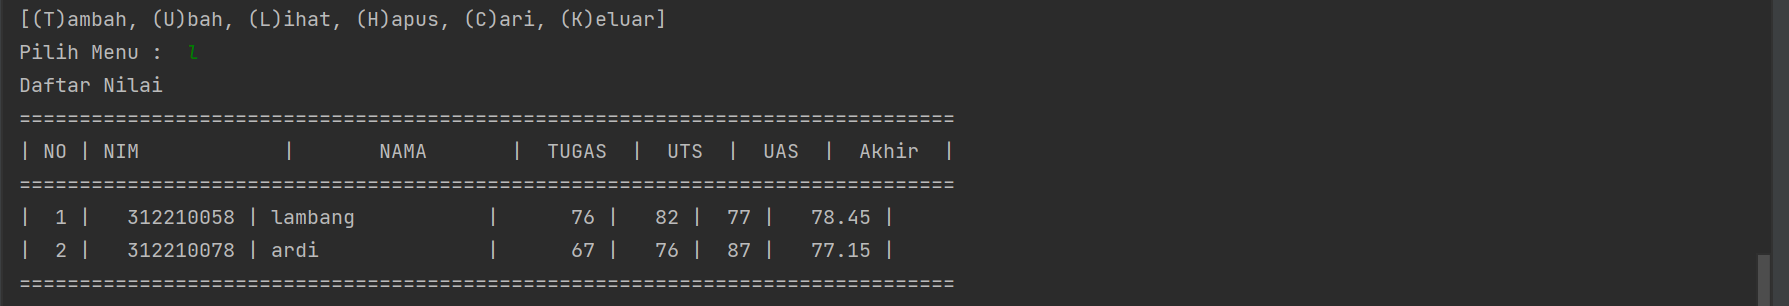 [(T)ambah, (U)bah, (L)ihat, (H)apus, (C)ari, (K)eluar]
Pilih Menu :  l
Daftar Nilai
==============================================================================
| NO | NIM            |       NAMA       |  TUGAS  |  UTS  |  UAS  |  Akhir  |
==============================================================================
|  1 |   312210058 | lambang           |      76 |   82 |  77 |   78.45 |
|  2 |   312210078 | ardi              |      67 |   76 |  87 |   77.15 |
==============================================================================